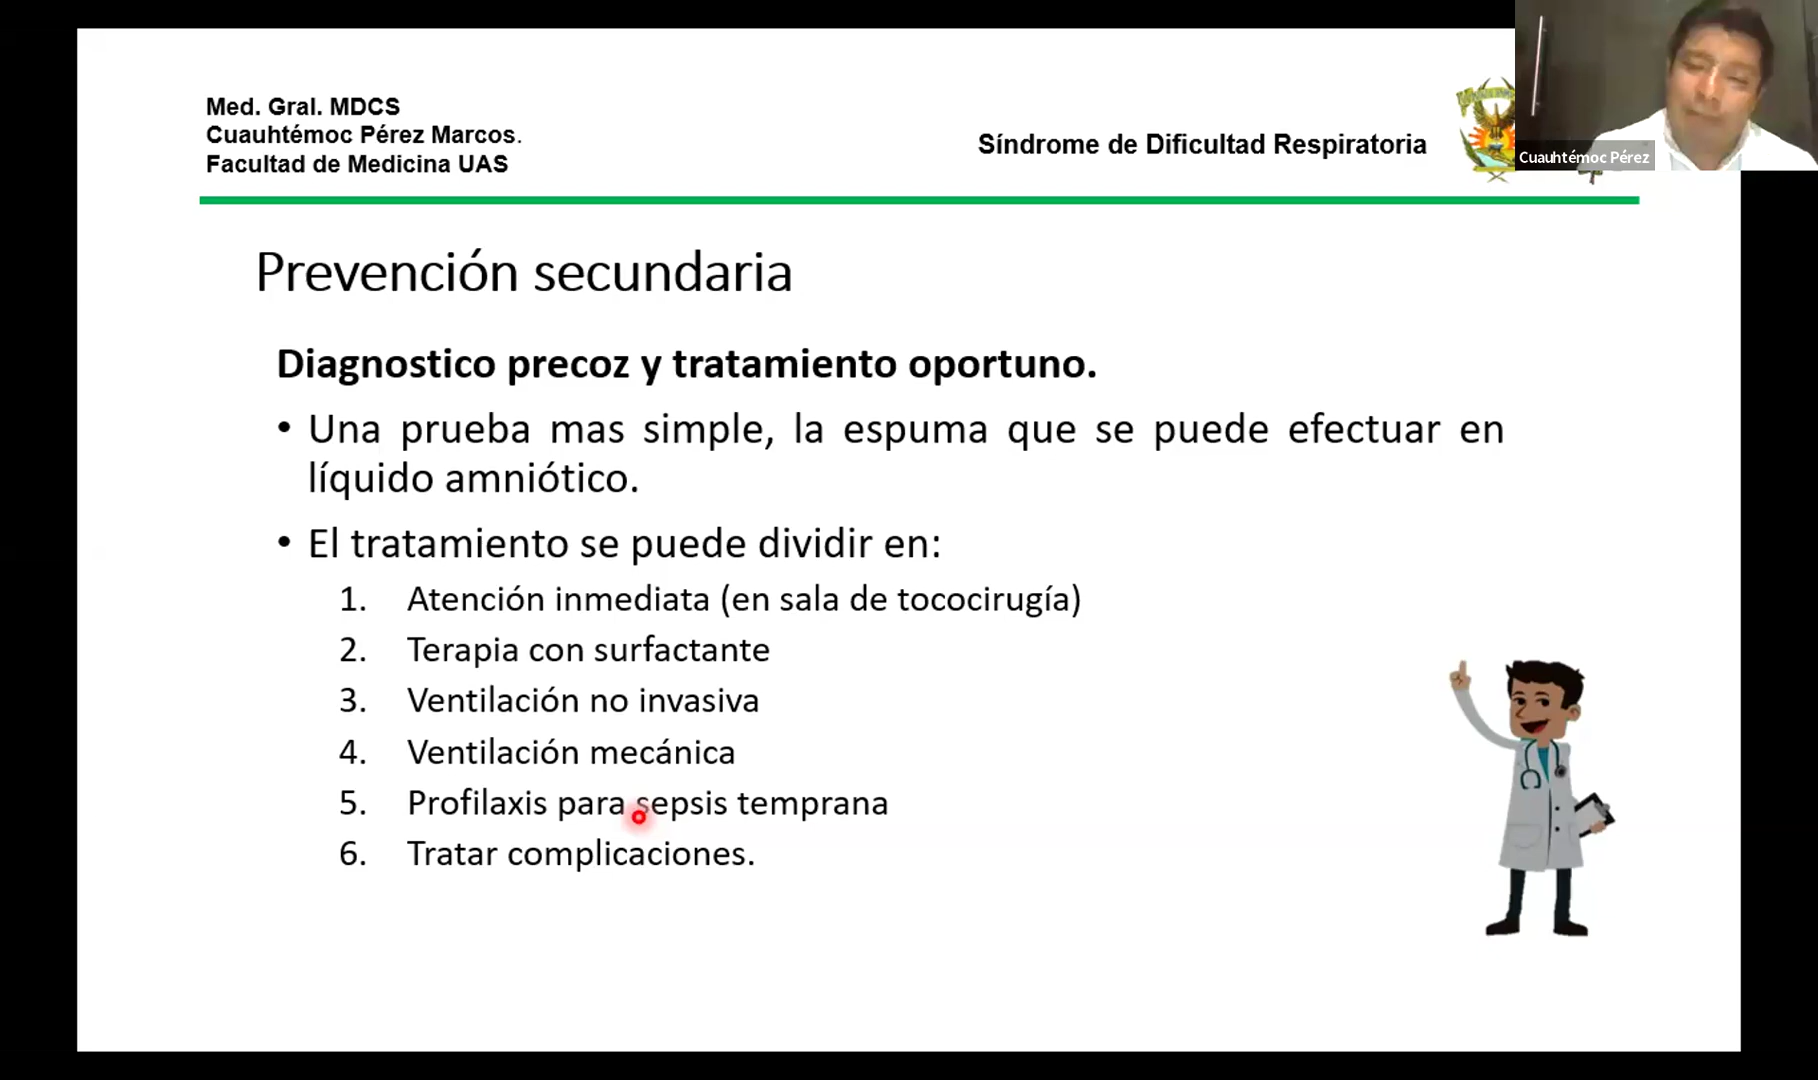 Med. Gral. MDCS
Cuauhtémoc Pérez Marcos.
Facultad de Medicina UAS
Síndrome de Dificultad Respiratoria
Cuauhtémoc Pérez
Prevención secundaria
Diagnostico precoz y tratamiento oportuno.
• Una prueba mas simple, la espuma que se puede efectuar en
líquido amniótico.
• El tratamiento se puede dividir en:
1. Atención inmediata (en sala de tococirugía)
2. Terapia con surfactante
3. Ventilación no invasiva
4. Ventilación mecánica
5. Profilaxis para sepsis temprana
6. Tratar complicaciones.